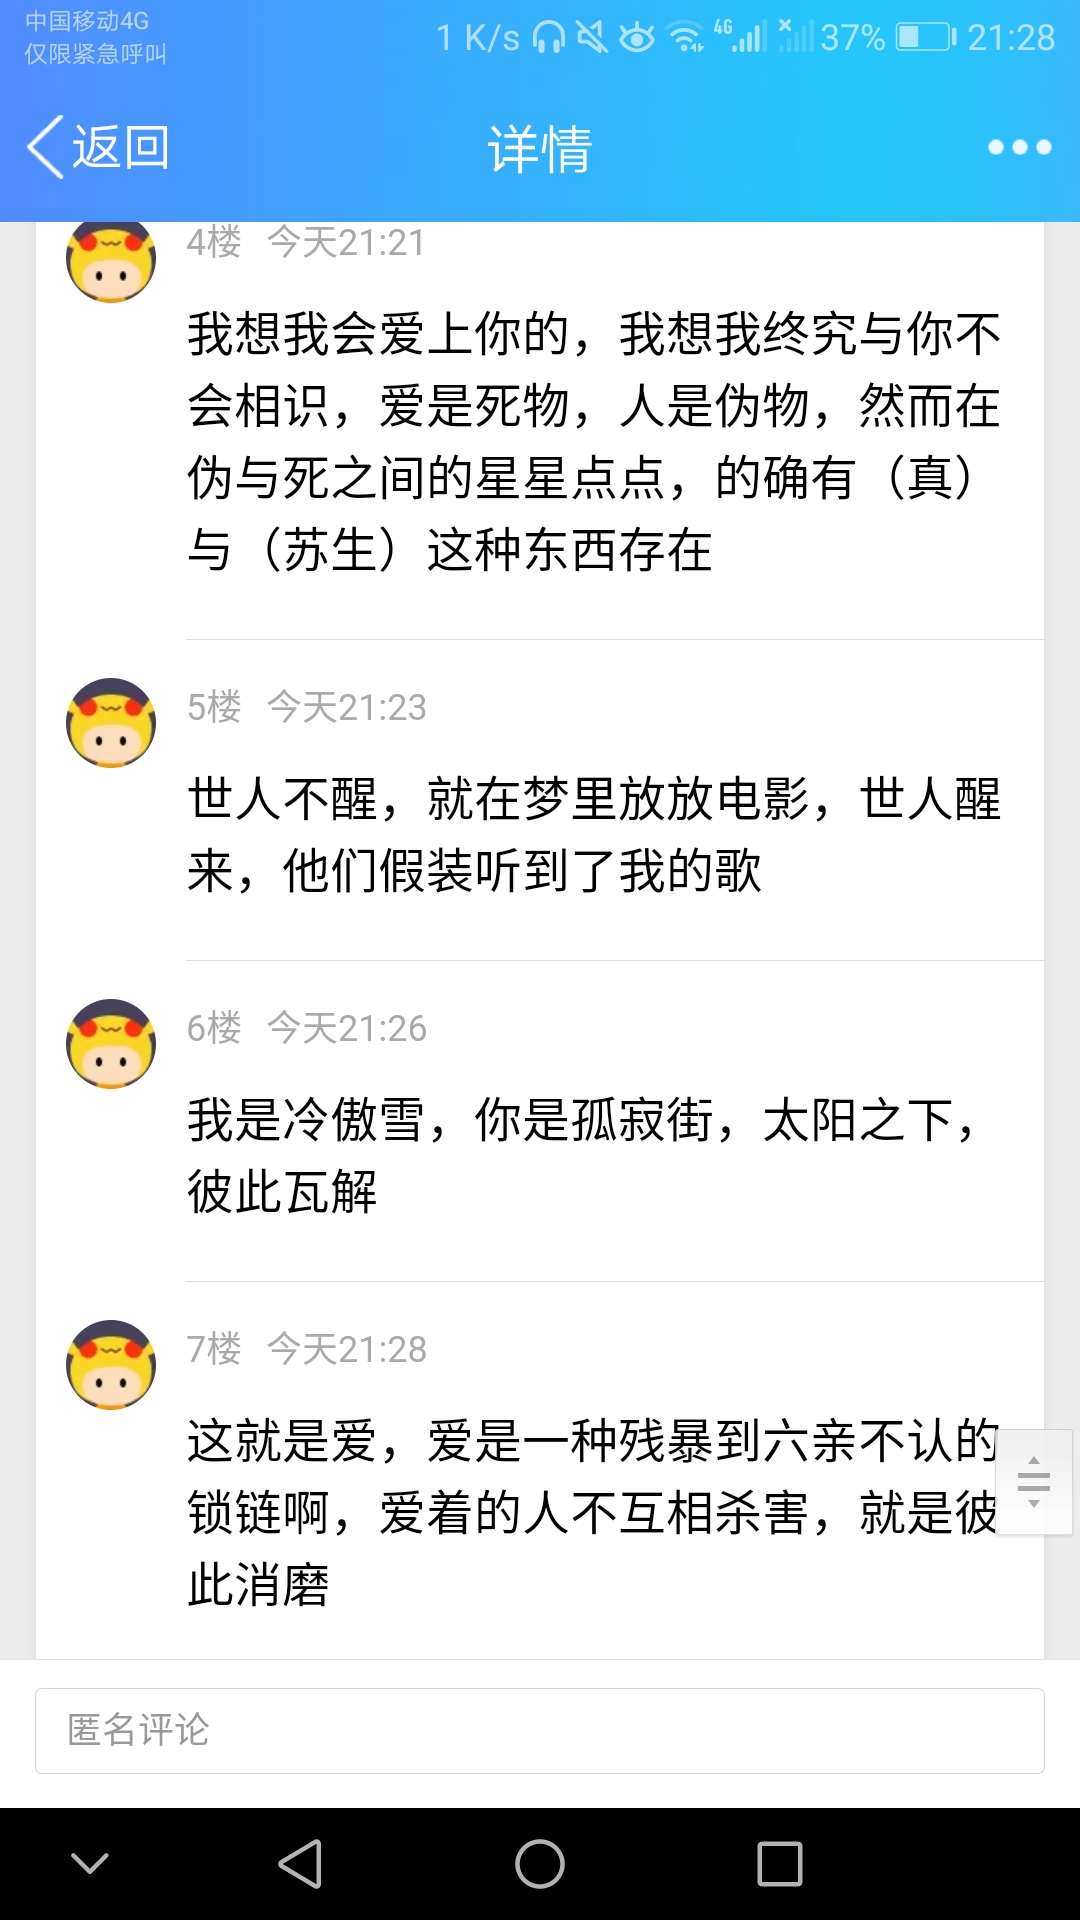 中国移动4G
仅限紧急呼叫
1 K/s 4G 37% 21:28
返回 详情
4楼 今天21:21
我想我会爱上你的，我想我终究与你不
会相识，爱是死物，人是伪物，然而在
伪与死之间的星星点点，的确有（真）
与（苏生）这种东西存在
5楼 今天21:23
世人不醒，就在梦里放放电影，世人醒
来，他们假装听到了我的歌
6楼 今天21:26
我是冷傲雪，你是孤寂街，太阳之下，
彼此瓦解
7楼 今天21:28
这就是爱，爱是一种残暴到六亲不认的
锁链啊，爱着的人不互相杀害，就是彼
此消磨
匿名评论